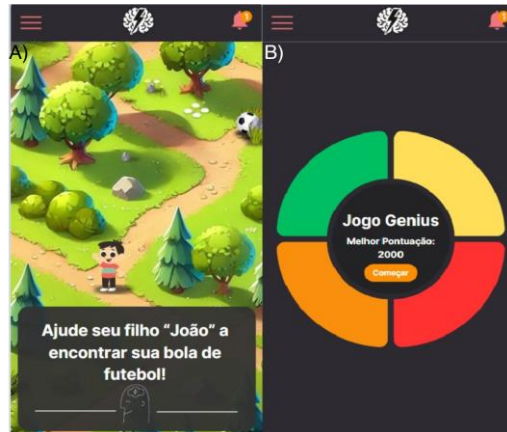 A)
Ajude seu filho “João” a
encontrar sua bola de
futebol!
B)
Jogo Genius
Melhor Pontuação:
2000
Começar